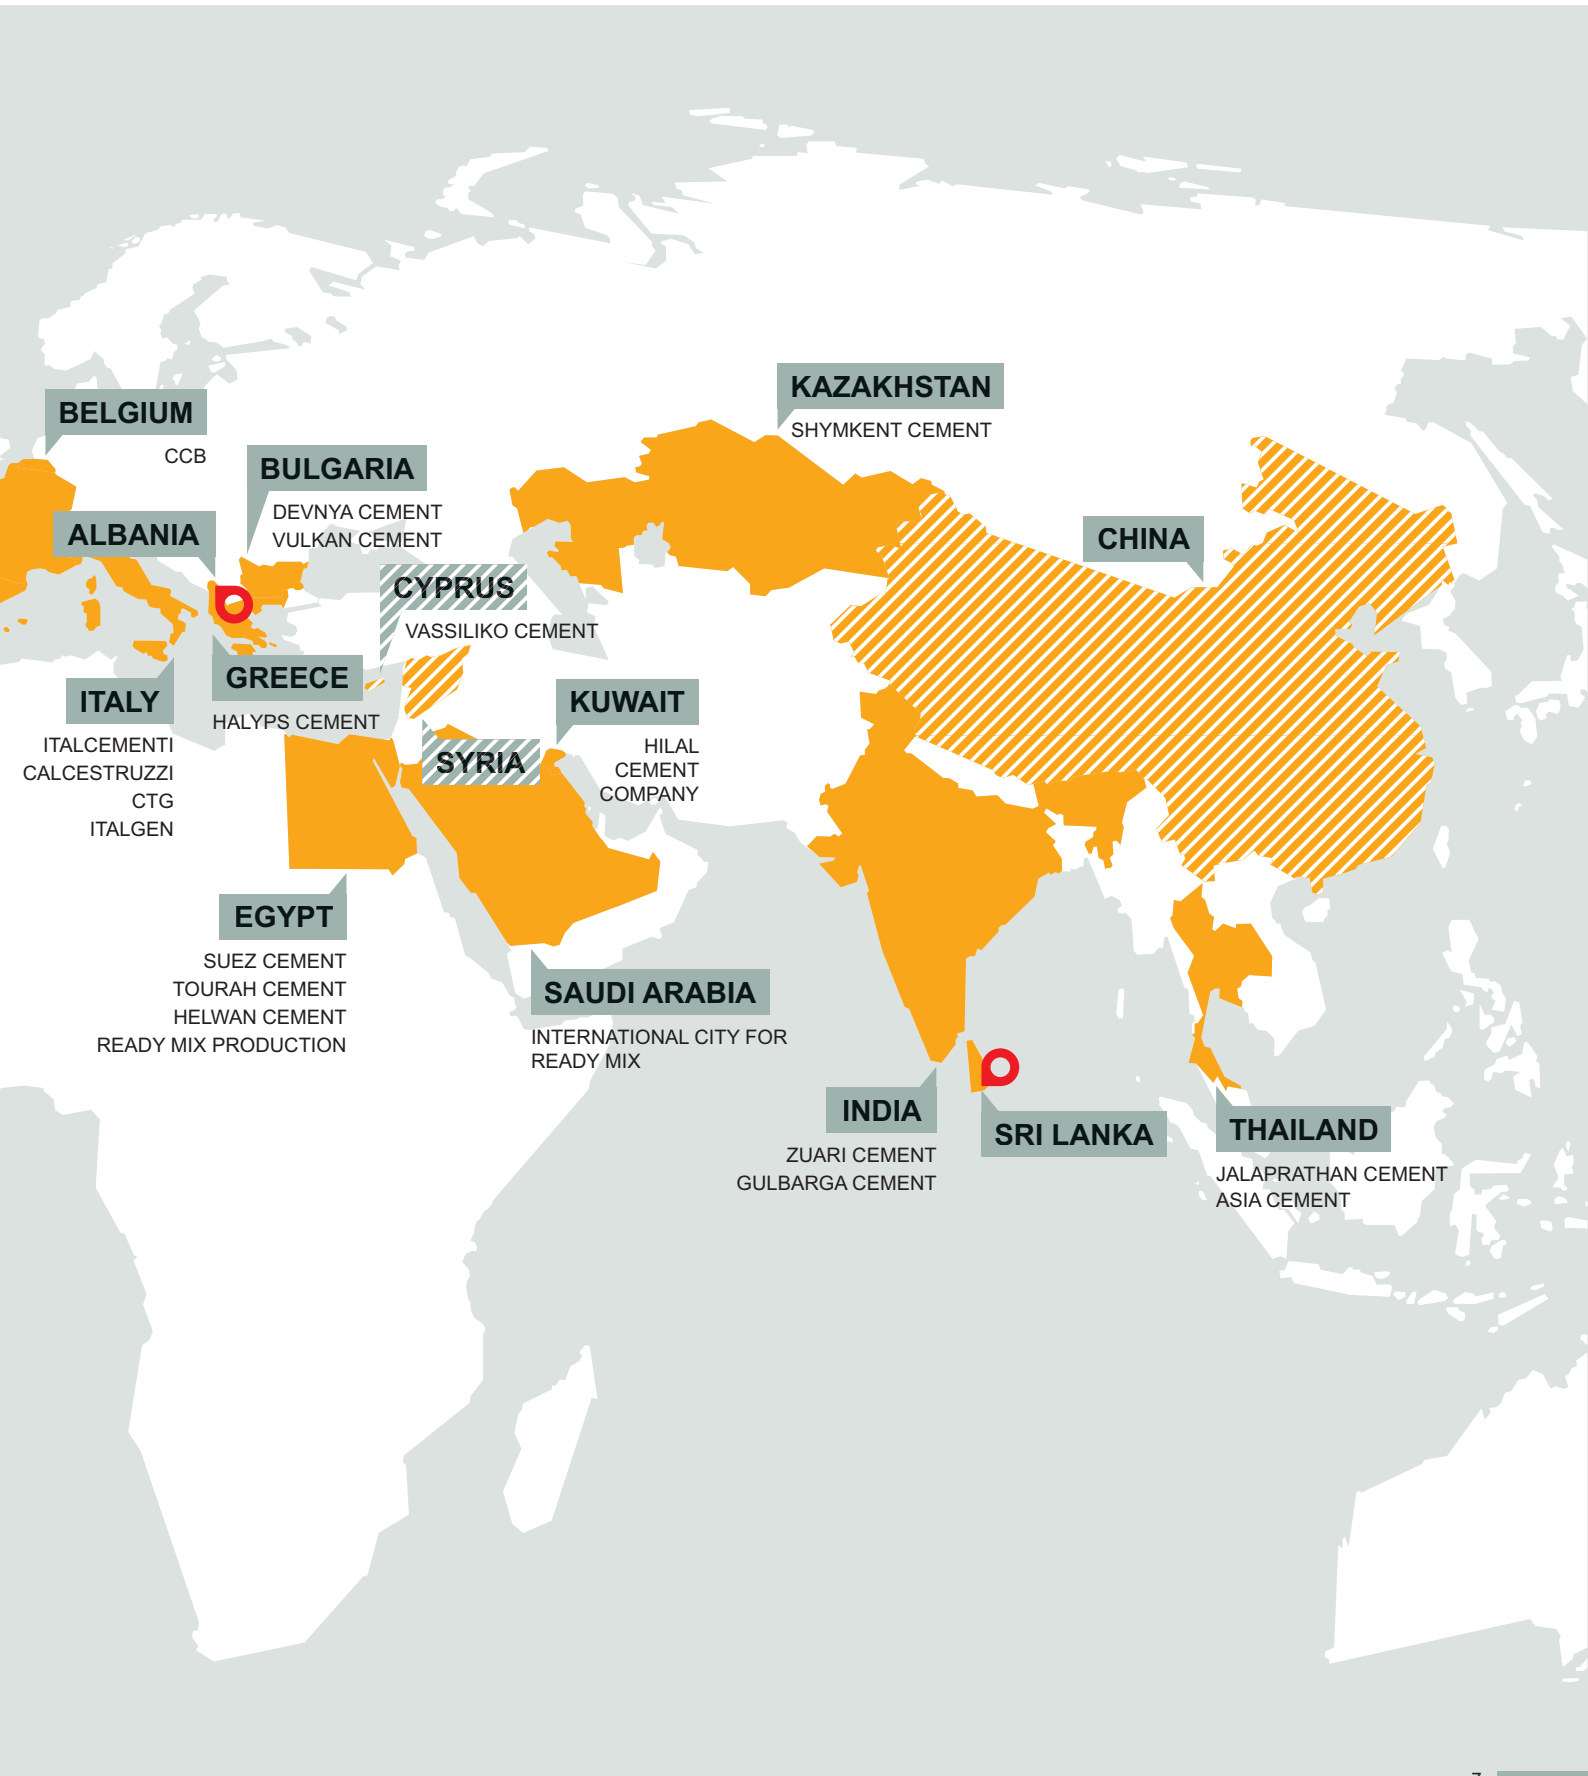 KAZAKHSTAN
SHYMKENT CEMENT
BELGIUM
CCB
BULGARIA
DEVNYA CEMENT
VULKAN CEMENT
ALBANIA
CHINA
CYPRUS
VASSILIKO CEMENT
GREECE
HALYPS CEMENT
ITALY
ITALCEMENTI
CALCESTRUZZI
CTG
ITALGEN
KUWAIT
HILAL
CEMENT
COMPANY
SYRIA
EGYPT
SUEZ CEMENT
TOURAH CEMENT
HELWAN CEMENT
READY MIX PRODUCTION
SAUDI ARABIA
INTERNATIONAL CITY FOR
READY MIX
INDIA
ZUARI CEMENT
GULBARGA CEMENT
SRI LANKA
THAILAND
JALAPRATHAN CEMENT
ASIA CEMENT